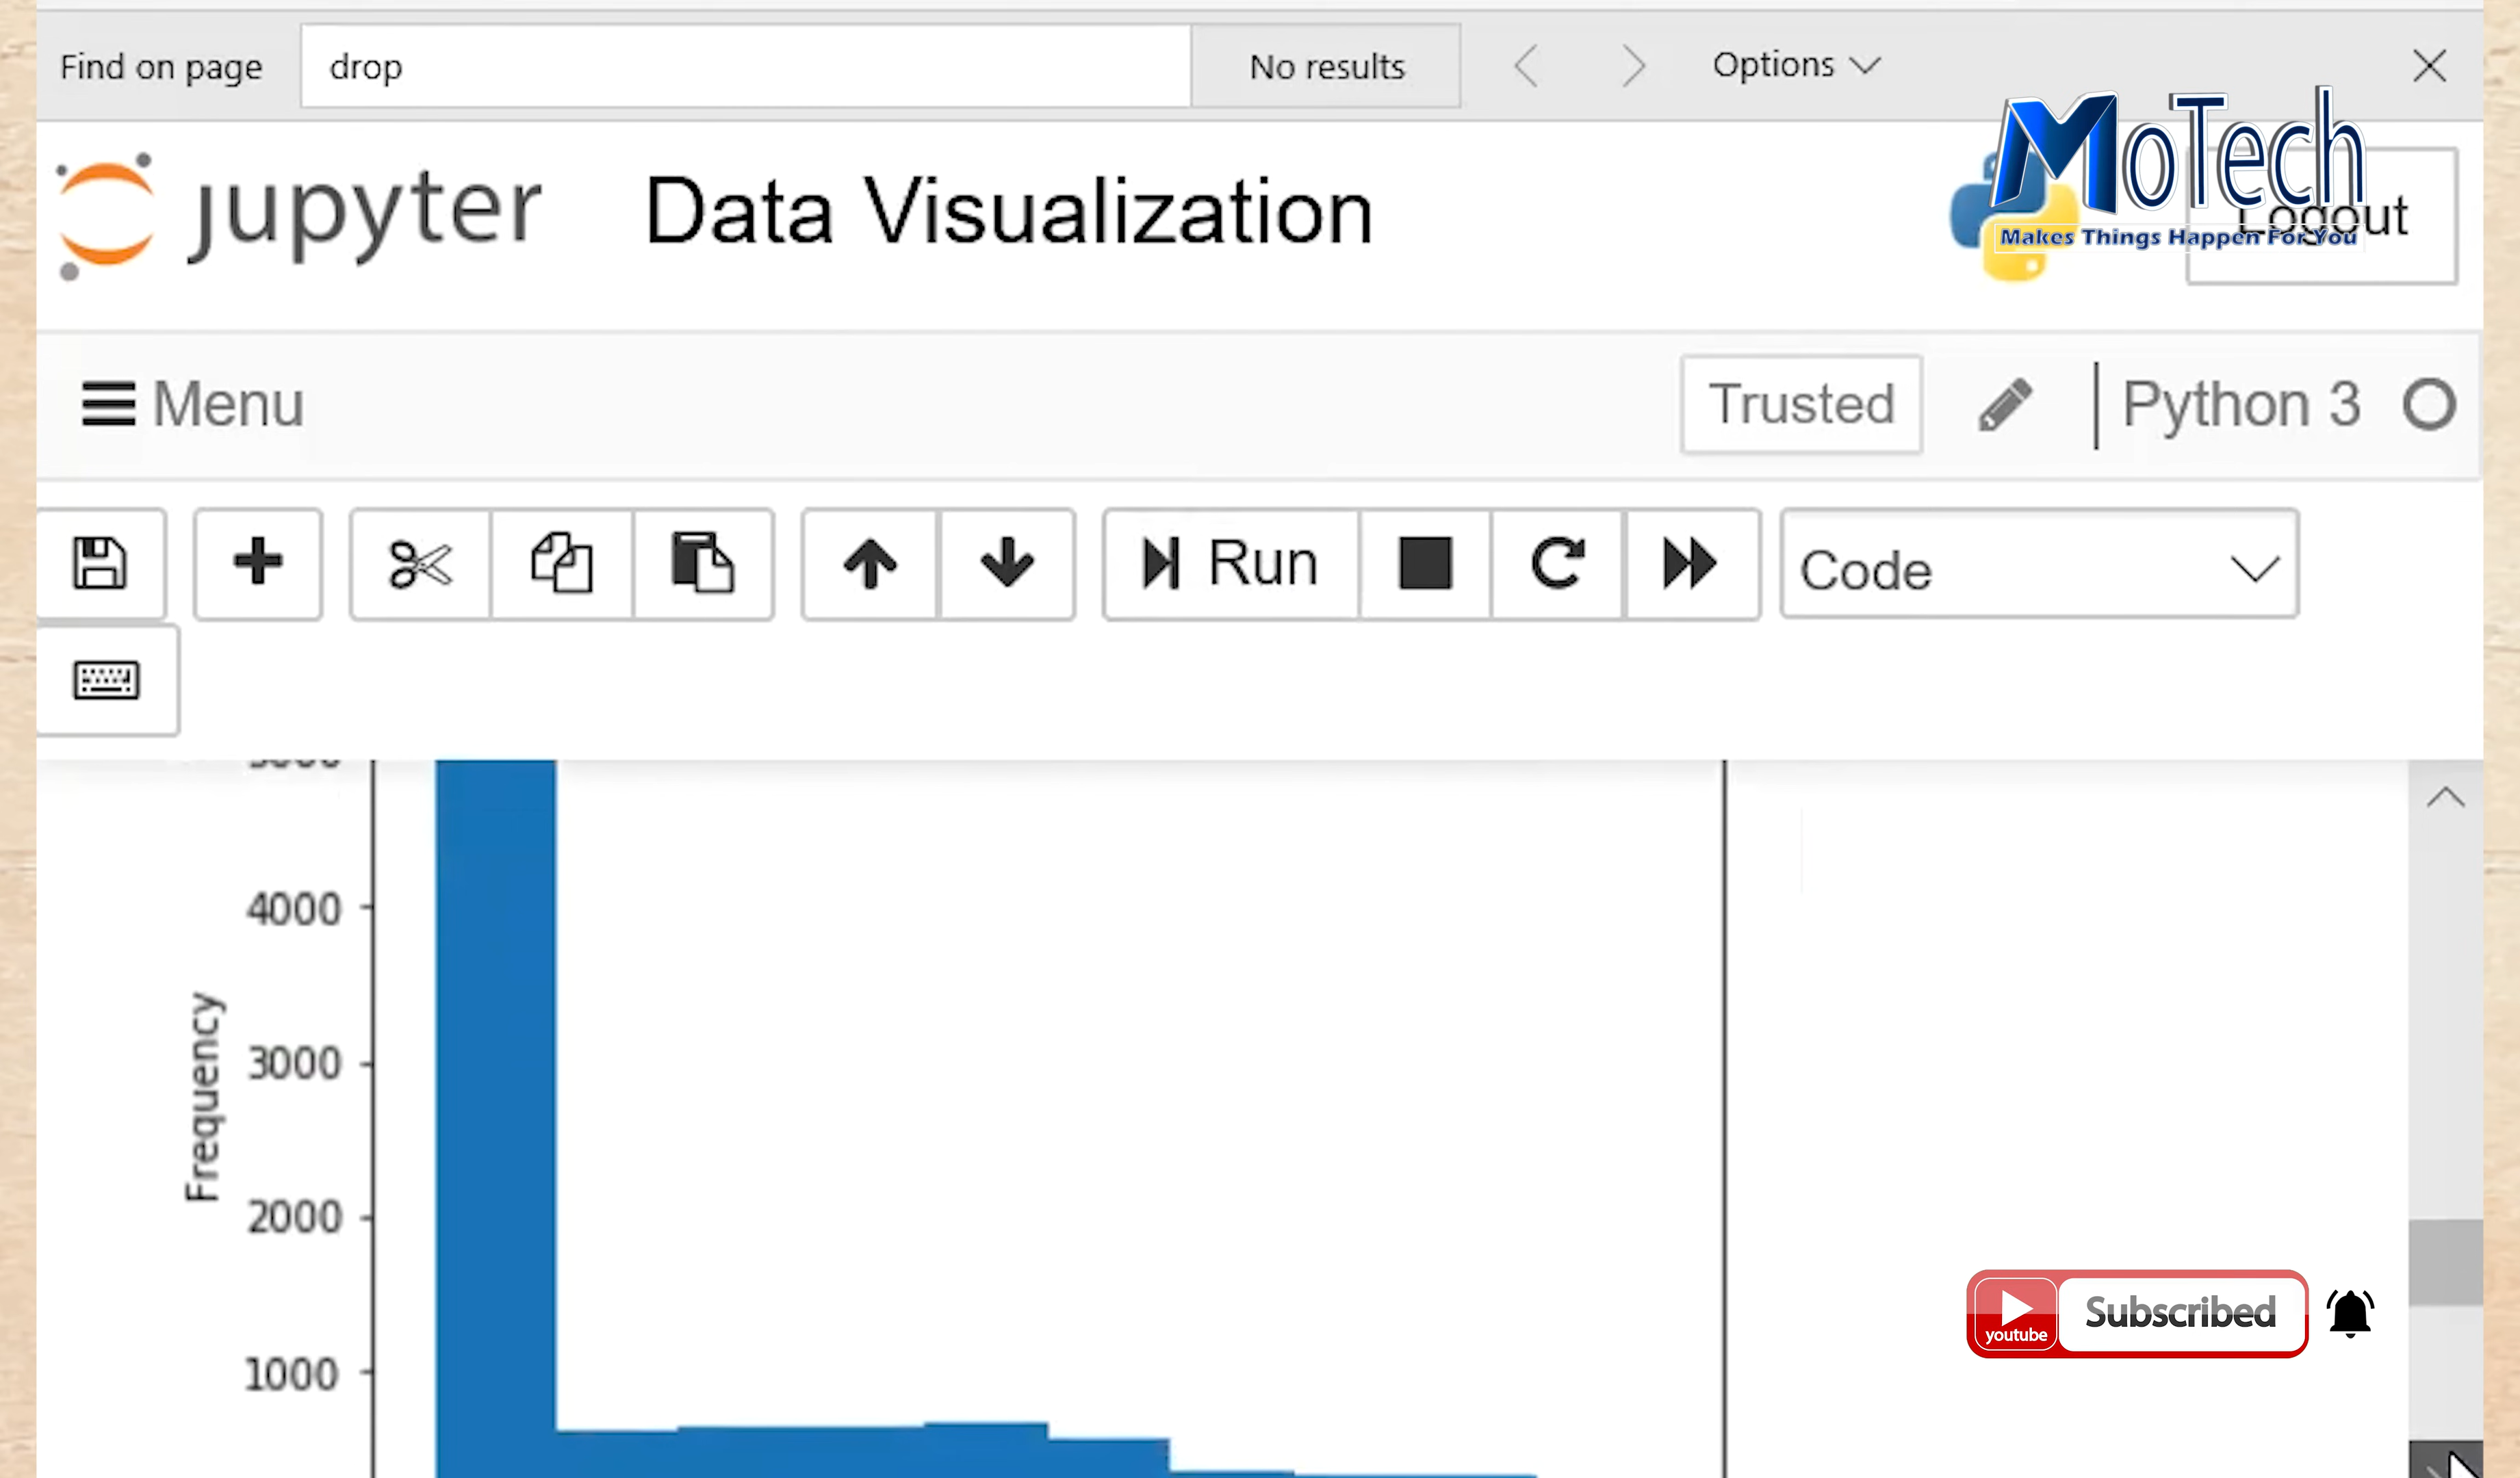 Find on page drop No results Options
MoTech
jupyter Data Visualization Logout
Makes Things Happen For You
Menu Trusted Python 3
Run Code
4000
Frequency
3000
2000
youtube Subscribed
1000